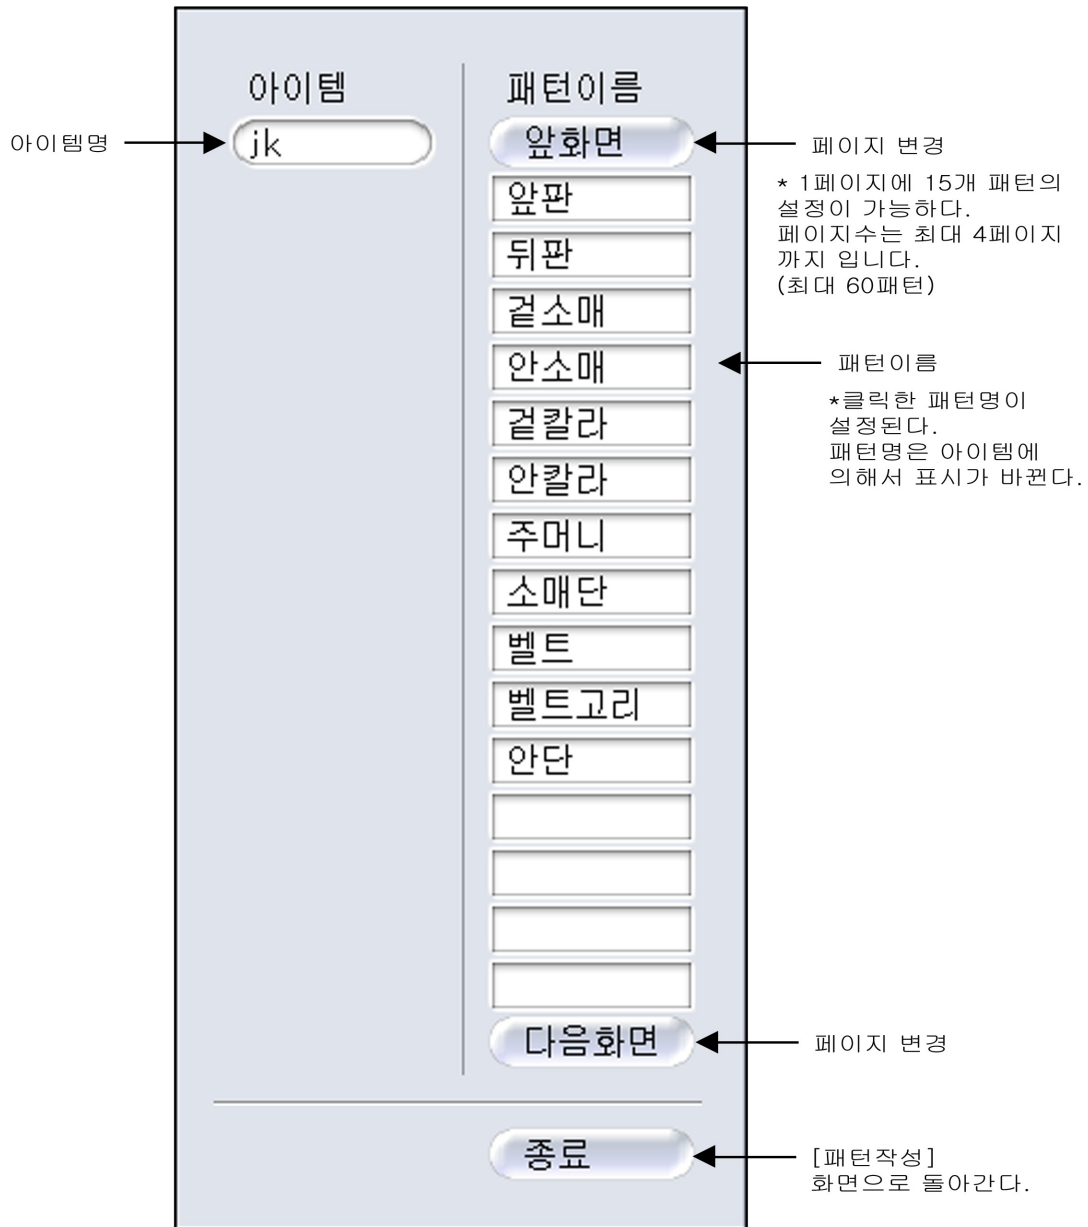 아이템
패턴이름
아이템명
jk
앞화면
페이지 변경
* 1페이지에 15개 패턴의
설정이 가능하다.
페이지수는 최대 4페이지
까지 입니다.
(최대 60패턴)
앞판
뒤판
겉소매
안소매
패턴이름
*클릭한 패턴명이
설정된다.
패턴명은 아이템에
의해서 표시가 바뀐다.
겉칼라
안칼라
주머니
소매단
벨트
벨트고리
안단
다음화면
페이지 변경
종료
[패턴작성]
화면으로 돌아간다.